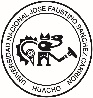 UNIVERSIDAD NACIONAL JOSE FAUSTINO SANCHEZ CARRION
HUACHO